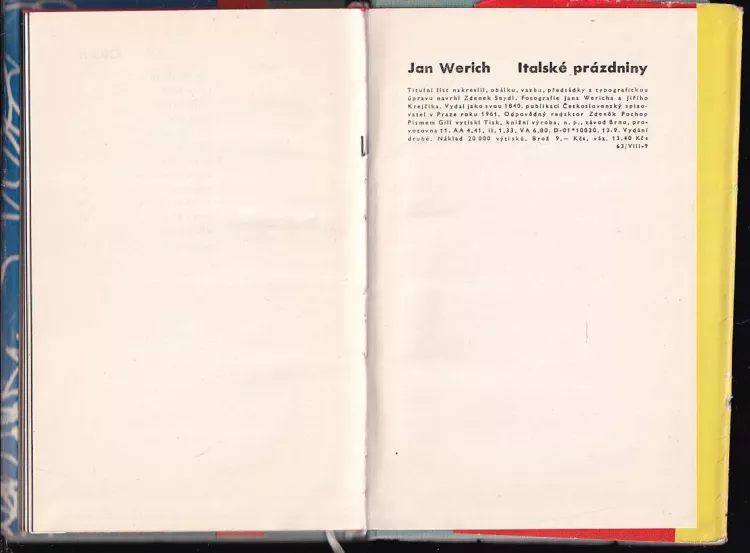 Jan Werich Italské prázdniny
Titulní list nakreslil, obálku, vazbu, předsádky a typografickou
úpravu navrhl Zdenek Seydl. Fotografie Jana Wericha a Jiřího
Krejčíka. Vydal jako svou 1840. publikaci Československý spiso-
vatel v Praze roku 1961. Odpovědný redaktor Zdeněk Pochop
Písmem Gill vytiskl Tisk, knižní výroba, n. p., závod Brno, pro-
vozovna 11. AA 4,41, il. 1,33, VA 6,80. D-01*10030. 13-9. Vydání
druhé. Náklad 20 000 výtisků. Brož 9,— Kčs, váz. 13,40 Kčs
63/VIII-9